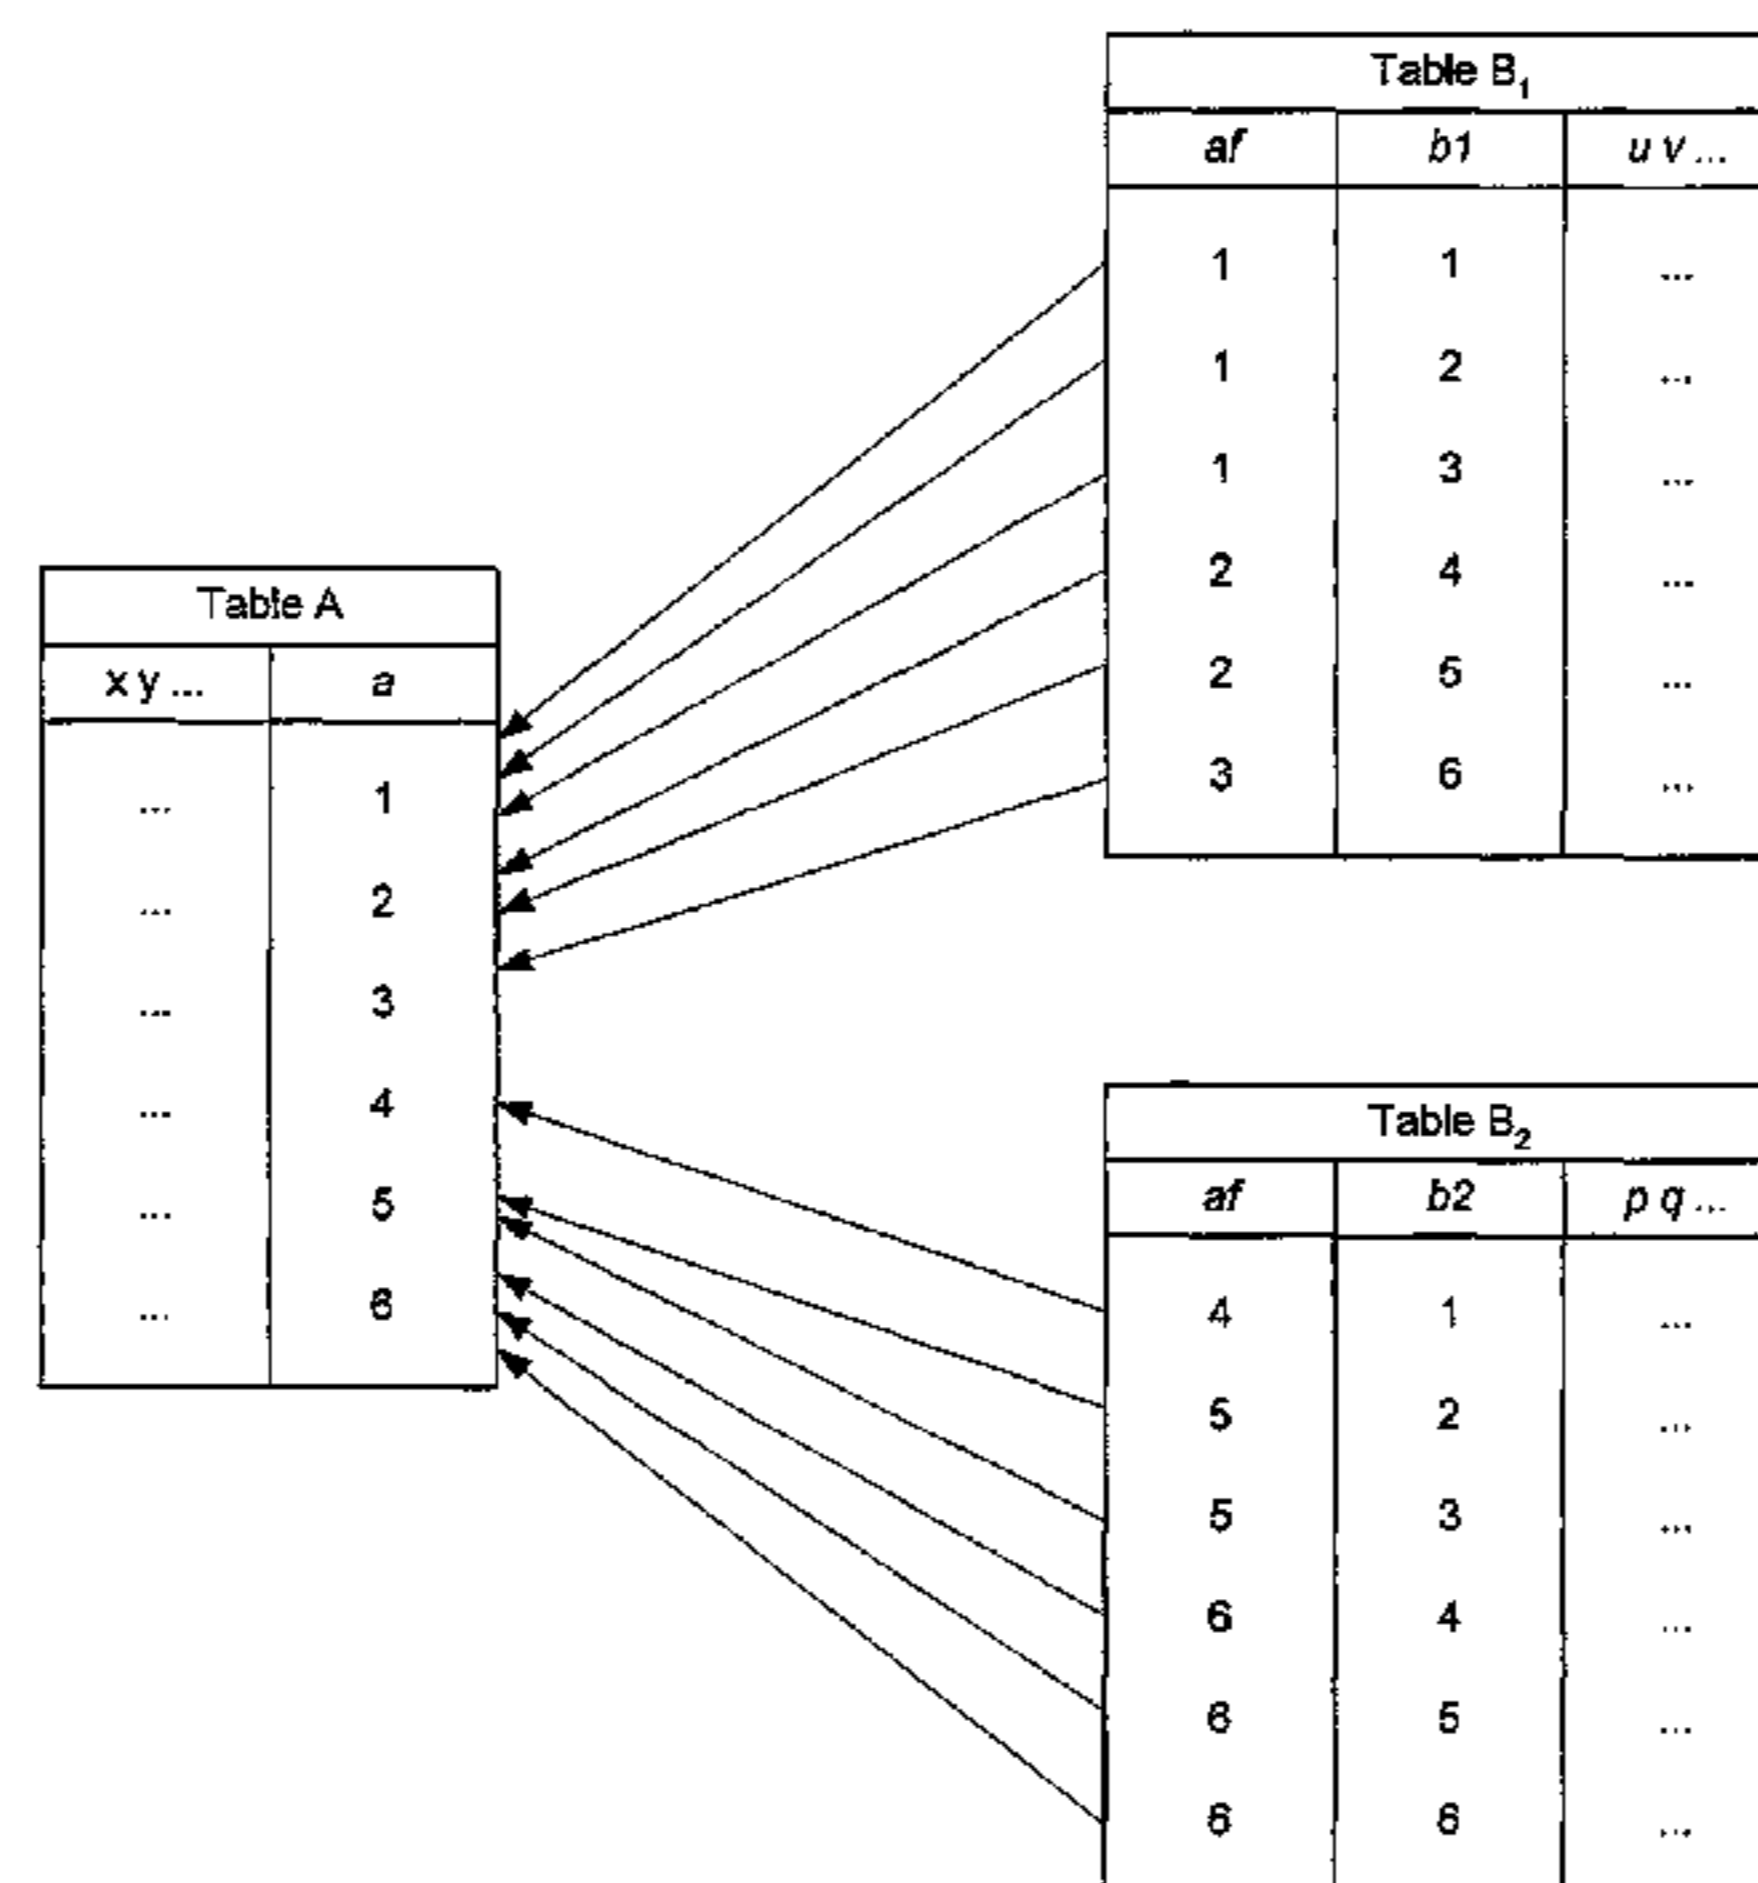 Table B1
af b1 u v ...
1 1 ...
1 2 ...
1 3 ...
2 4 ...
2 5 ...
3 6 ...
Table A
x y ... a
... 1
... 2
... 3
... 4
... 5
... 6
Table B2
af b2 p q ...
4 1 ...
5 2 ...
5 3 ...
6 4 ...
6 5 ...
6 6 ...